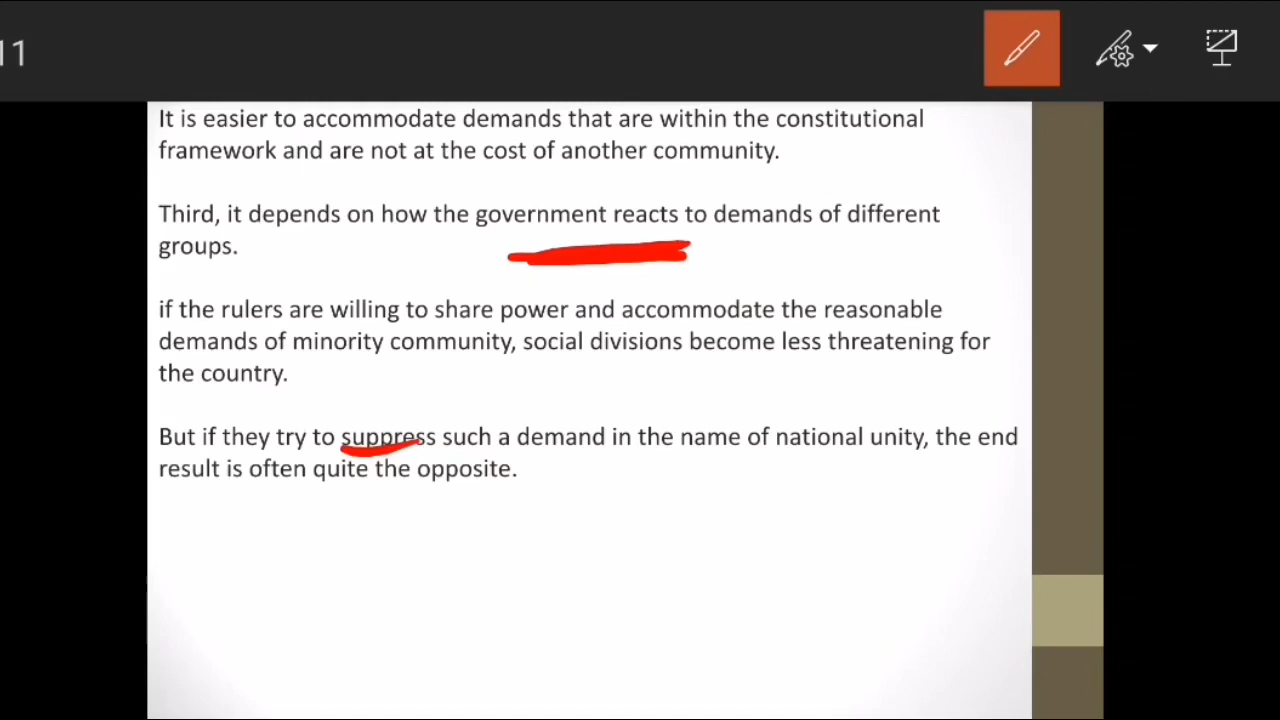 11
It is easier to accommodate demands that are within the constitutional
framework and are not at the cost of another community.
Third, it depends on how the government reacts to demands of different
groups.
if the rulers are willing to share power and accommodate the reasonable
demands of minority community, social divisions become less threatening for
the country.
But if they try to suppress such a demand in the name of national unity, the end
result is often quite the opposite.